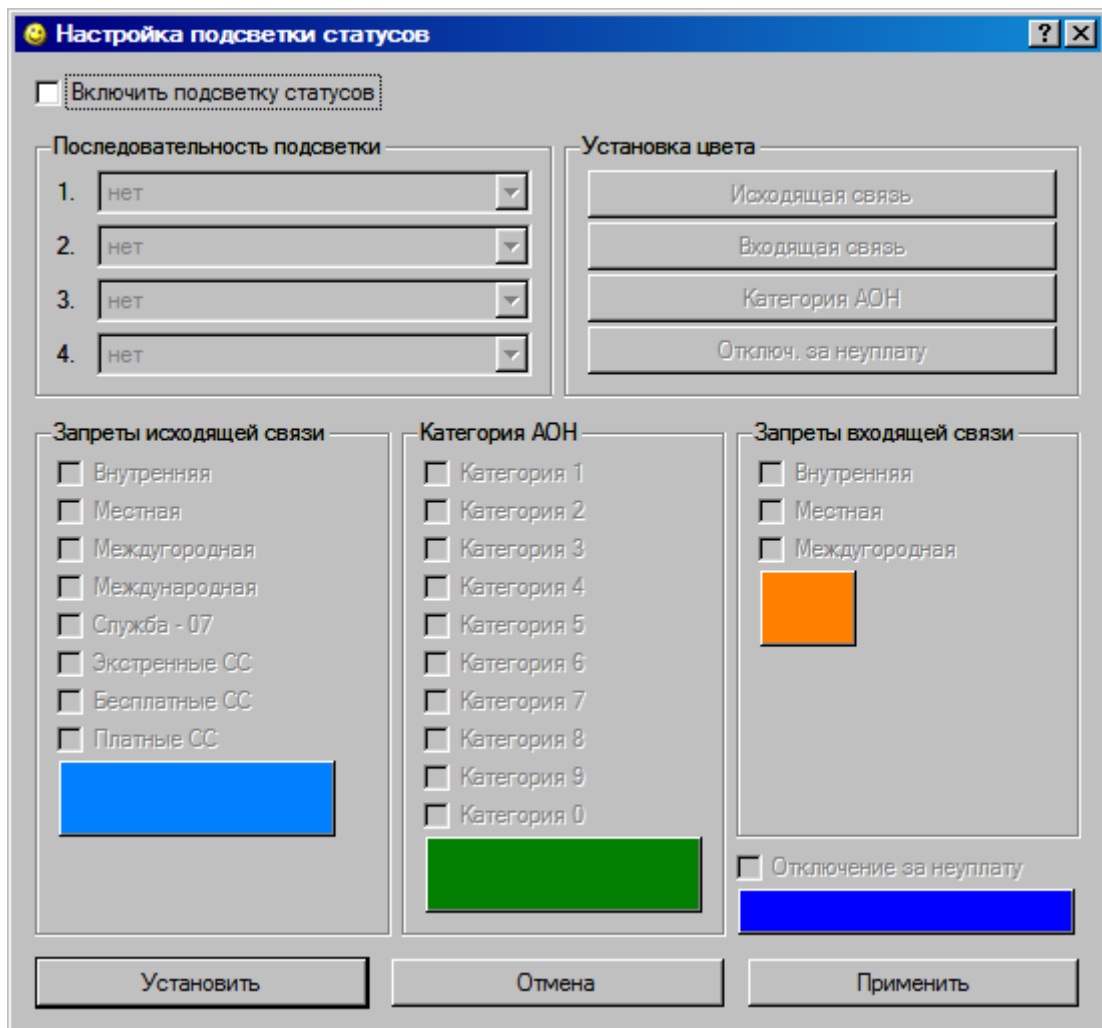 Настройка подсветки статусов
Включить подсветку статусов
Последовательность подсветки
1. нет
2. нет
3. нет
4. нет
Установка цвета
Исходящая связь
Входящая связь
Категория АОН
Отключ. за неуплату
Запреты исходящей связи
Внутренняя
Местная
Междугородная
Международная
Служба - 07
Экстренные СС
Бесплатные СС
Платные СС
Категория АОН
Категория 1
Категория 2
Категория 3
Категория 4
Категория 5
Категория 6
Категория 7
Категория 8
Категория 9
Категория 0
Запреты входящей связи
Внутренняя
Местная
Междугородная
Отключение за неуплату
Установить
Отмена
Применить